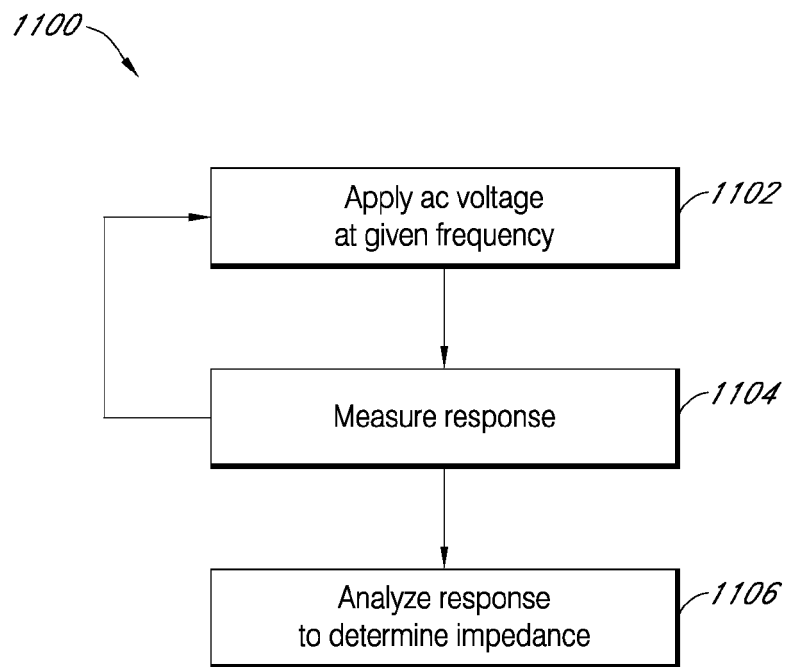 1100
Apply ac voltage
at given frequency
1102
Measure response
1104
Analyze response
to determine impedance
1106